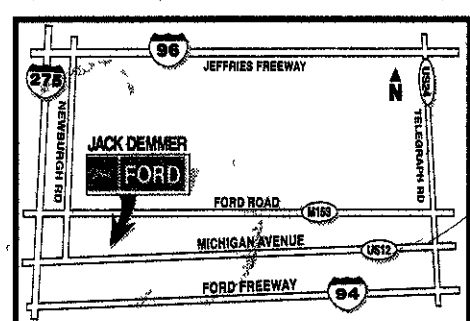 96
JEFFRIES FREEWAY
275
US24
N
NEWBURGH RD
TELEGRAPH RD
JACK DEMMER
FORD
FORD ROAD
M153
MICHIGAN AVENUE
US12
FORD FREEWAY
94